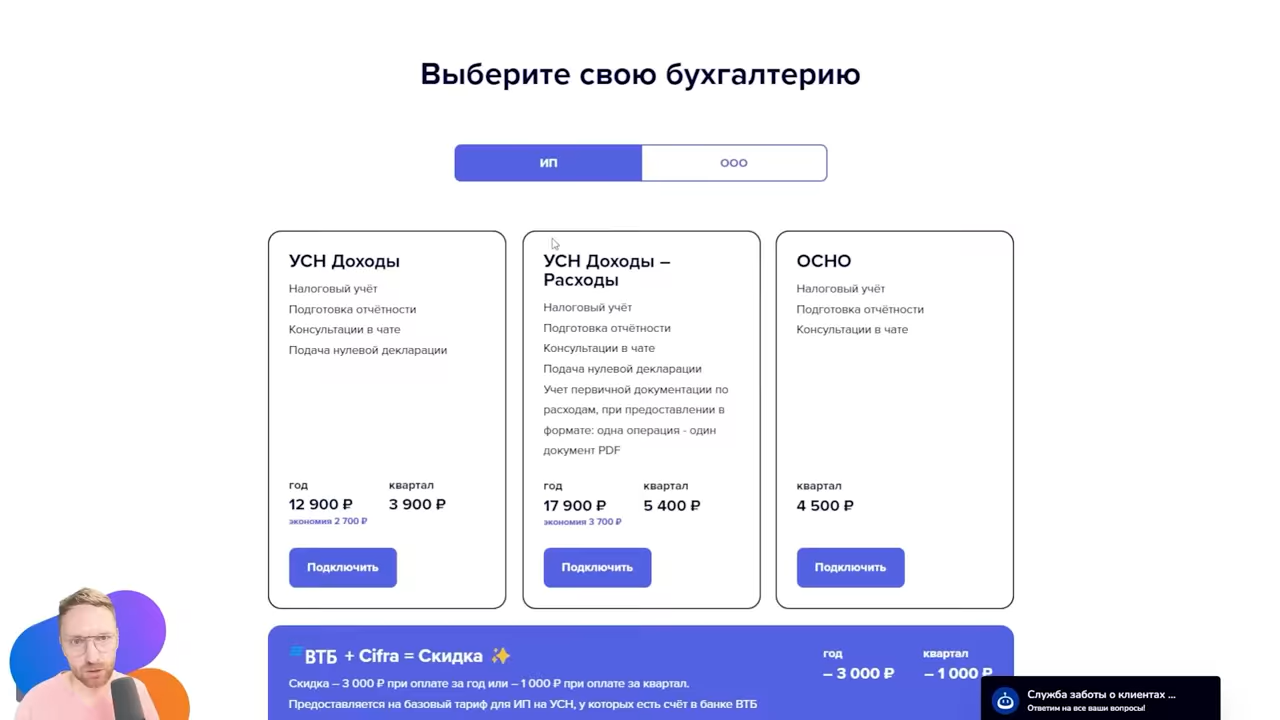 Выберите свою бухгалтерию
ИП
ООО
УСН Доходы
Налоговый учёт
Подготовка отчётности
Консультации в чате
Подача нулевой декларации
год
квартал
12 900 ₽
3 900 ₽
экономия 2 700 ₽
Подключить
УСН Доходы –
Расходы
Налоговый учёт
Подготовка отчётности
Консультации в чате
Подача нулевой декларации
Учет первичной документации по
расходам, при предоставлении в
формате: одна операция - один
документ PDF
год
квартал
17 900 ₽
5 400 ₽
экономия 3 700 ₽
Подключить
ОСНО
Налоговый учёт
Подготовка отчётности
Консультации в чате
квартал
4 500 ₽
Подключить
ВТБ + Cifra = Скидка ✨
Скидка – 3 000 ₽ при оплате за год или – 1 000 ₽ при оплате за квартал.
Предоставляется на базовый тариф для ИП на УСН, у которых есть счёт в банке ВТБ
год
квартал
– 3 000 ₽
– 1 000 ₽
Служба заботы о клиентах ...
Ответим на все ваши вопросы!